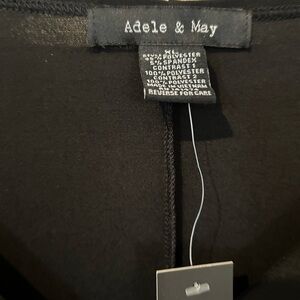 Adele & May
XL
95% POLYESTER
5% SPANDEX
CONTRAST 1
100% POLYESTER
CONTRAST 2
100% POLYESTER
MADE IN VIETNAM
REVERSE FOR CARE